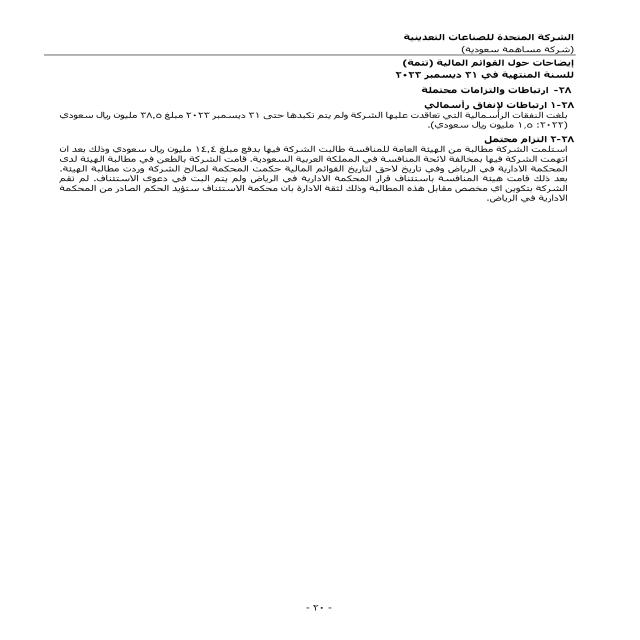 الشركة المتحدة للصناعات التعدينية
(شركة مساهمة سعودية)
إيضاحات حول القوائم المالية (تتمة)
للسنة المنتهية في ٣١ ديسمبر ٢٠٢٣
٢٨- ارتباطات والتزامات محتملة
٢٨-١ ارتباطات لإنفاق رأسمالي
بلغت النفقات الرأسمالية التي تعاقدت عليها الشركة ولم يتم تكبدها حتى ٣١ ديسمبر ٢٠٢٣ مبلغ ٣٨,٥ مليون ريال سعودي
(٢٠٢٢: ١,٥ مليون ريال سعودي).
٢٨-٢ التزام محتمل
استلمت الشركة مطالبة من الهيئة العامة للمنافسة طالبت الشركة فيها بدفع مبلغ ١٤,٤ مليون ريال سعودي وذلك بعد ان
اتهمت الشركة فيها بمخالفة لائحة المنافسة في المملكة العربية السعودية. قامت الشركة بالطعن في مطالبة الهيئة لدى
المحكمة الادارية في الرياض وفي تاريخ لاحق لتاريخ القوائم المالية حكمت المحكمة لصالح الشركة وردت مطالبة الهيئة.
بعد ذلك قامت هيئة المنافسة باستئناف قرار المحكمة الادارية في الرياض ولم يتم البت في دعوى الاستئناف. لم تقم
الشركة بتكوين اي مخصص مقابل هذه المطالبة وذلك لثقة الادارة بات محكمة الاستئناف ستؤيد الحكم الصادر من المحكمة
الادارية في الرياض.
- ٣٠ -